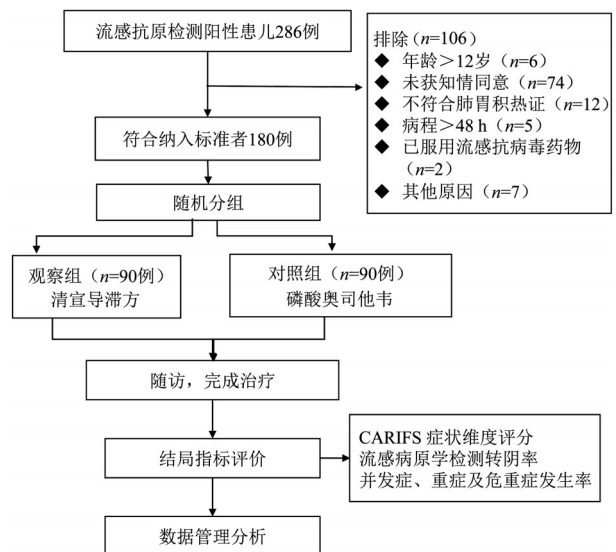 流感抗原检测阳性患儿286例
排除（n=106）
◆ 年龄＞12岁（n=6）
◆ 未获知情同意（n=74）
◆ 不符合肺胃积热证（n=12）
◆ 病程＞48 h（n=5）
◆ 已服用流感抗病毒药物
（n=2）
◆ 其他原因（n=7）
符合纳入标准者180例
随机分组
观察组（n=90例）
清宣导滞方
对照组（n=90例）
磷酸奥司他韦
随访，完成治疗
结局指标评价
CARIFS 症状维度评分
流感病原学检测转阴率
并发症、重症及危重症发生率
数据管理分析